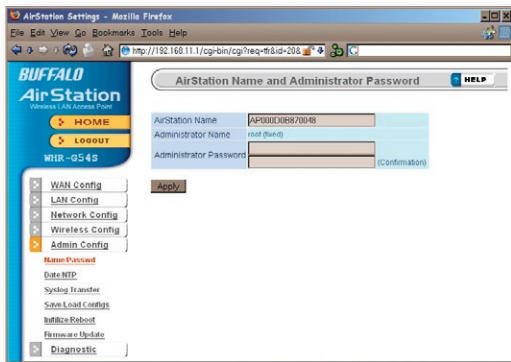 AirStation Settings - Mozilla Firefox
File Edit View Go Bookmarks Tools Help
http://192.168.11.1/cgi-bin/cgi?req=tfr&id=20&
BUFFALO
AirStation
Wireless LAN Access Point
HOME
LOGOUT
WHR-G54S
WAN Config
LAN Config
Network Config
Wireless Config
Admin Config
Name Passwd
Date NTP
Syslog Transfer
Save Load Configs
Initilize Reboot
Firmware Update
Diagnostic
AirStation Name and Administrator Password
HELP
AirStation Name AP000D0B870048
Administrator Name root (fixed)
Administrator Password
(Confirmation)
Apply